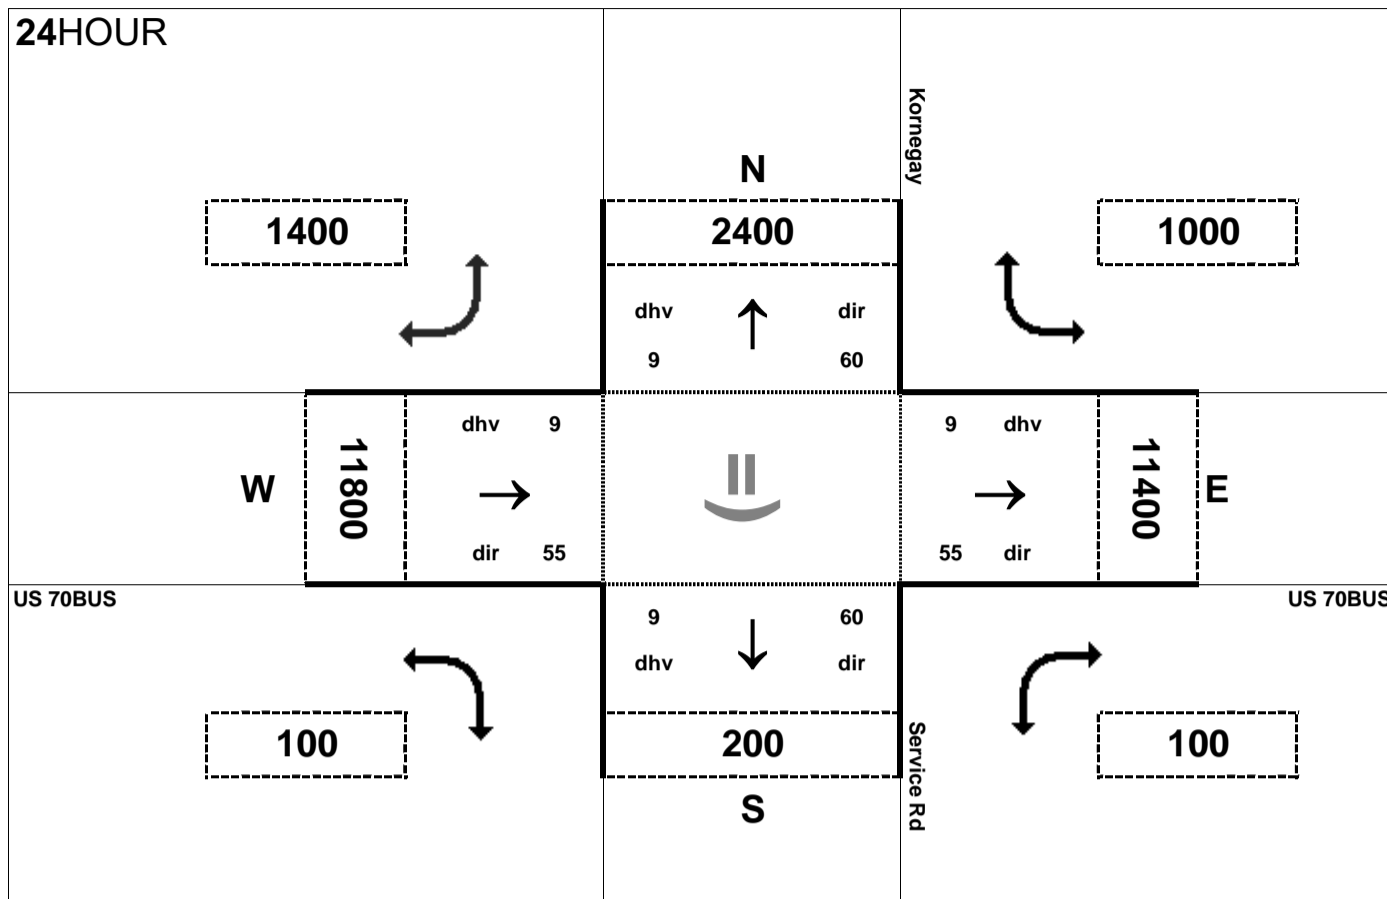 24HOUR
Kornegay
N
1400
2400
1000
dhv dir
9 60
dhv 9
9 dhv
W
11800
11400
E
dir 55
55 dir
US 70BUS
US 70BUS
9 60
dhv dir
100
200
100
Service Rd
S